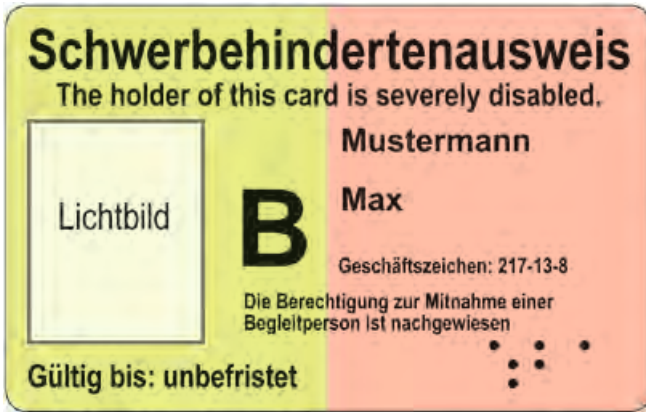 Schwerbehindertenausweis
The holder of this card is severely disabled.
Mustermann
Lichtbild
B
Max
Geschäftszeichen: 217-13-8
Die Berechtigung zur Mitnahme einer
Begleitperson ist nachgewiesen
Gültig bis: unbefristet